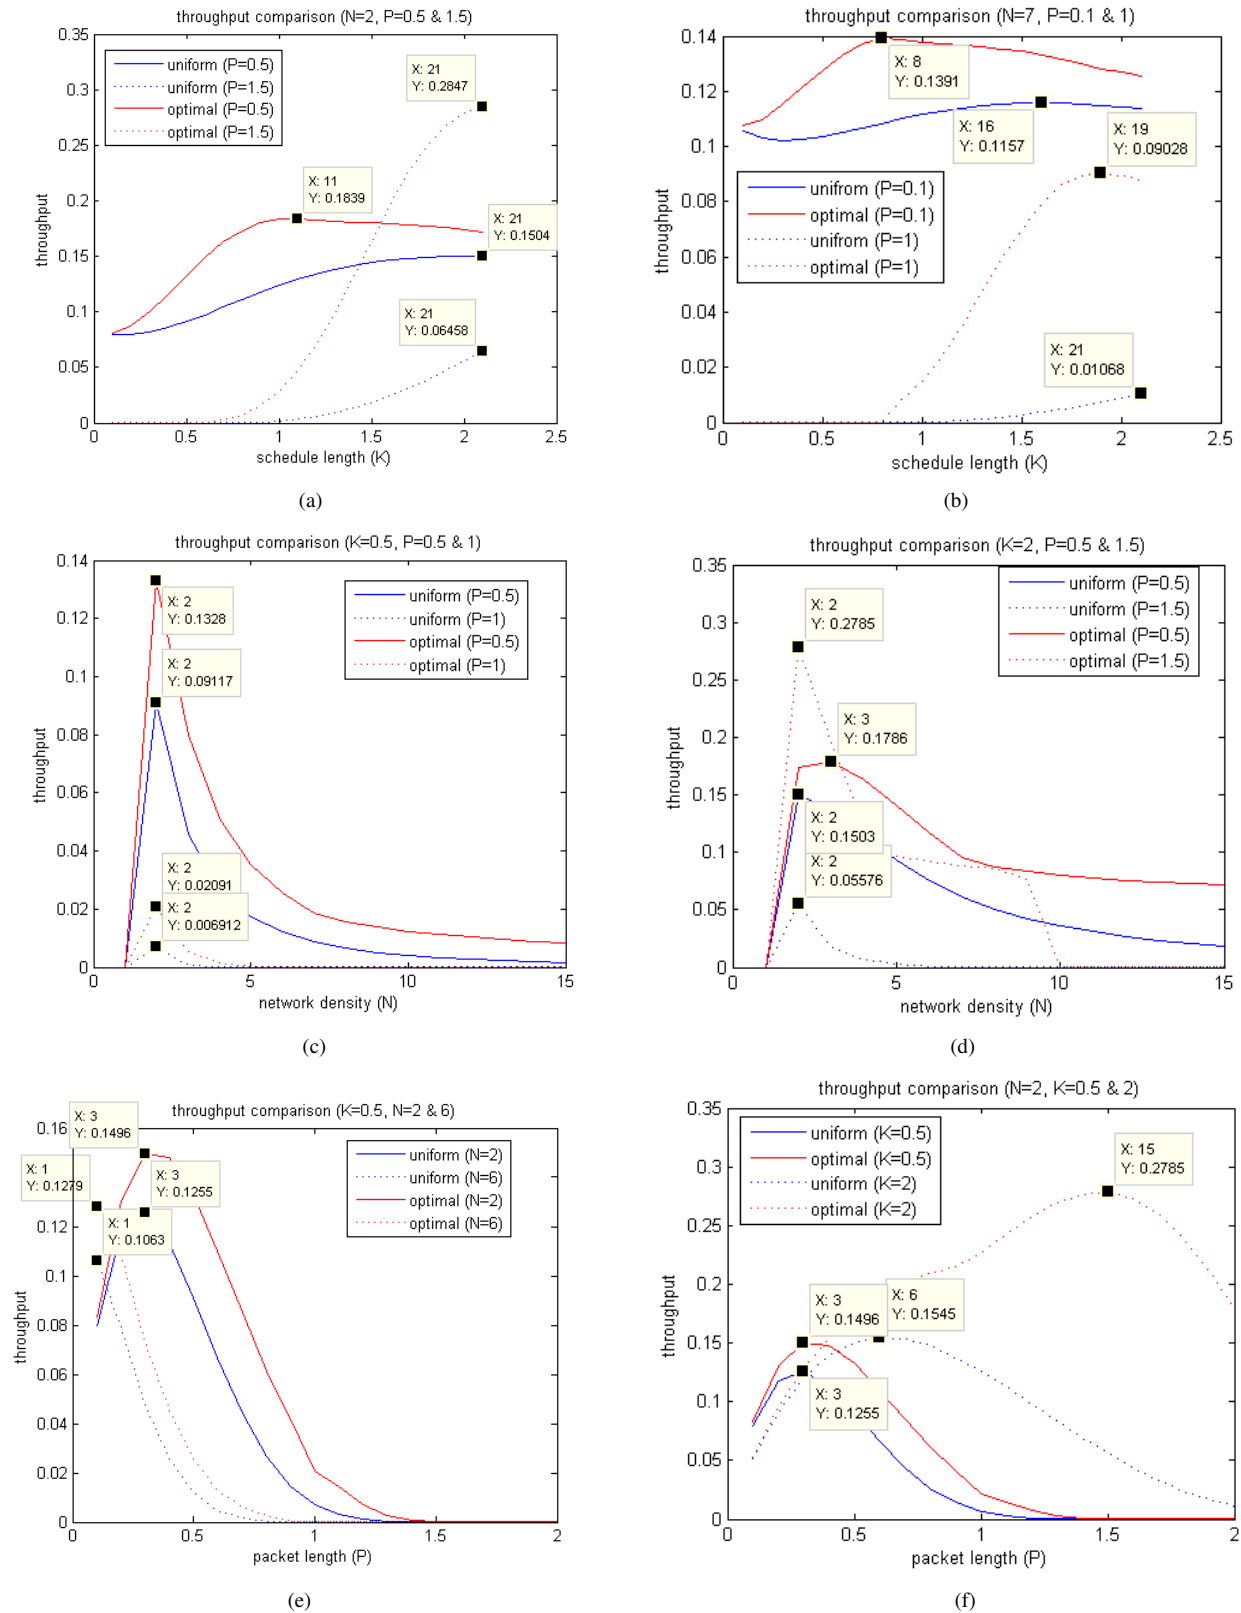 throughput comparison (N=2, P=0.5 & 1.5)
0.35
0.3
0.25
0.2
0.15
0.1
0.05
0
throughput
uniform (P=0.5)
uniform (P=1.5)
optimal (P=0.5)
optimal (P=1.5)
X: 21
Y: 0.2847
X: 11
Y: 0.1839
X: 21
Y: 0.1504
X: 21
Y: 0.06458
0 0.5 1 1.5 2 2.5
schedule length (K)
(a)
throughput comparison (N=7, P=0.1 & 1)
0.14
0.12
0.1
0.08
0.06
0.04
0.02
0
throughput
X: 8
Y: 0.1391
X: 16
Y: 0.1157
X: 19
Y: 0.09028
unifrom (P=0.1)
optimal (P=0.1)
unifrom (P=1)
optimal (P=1)
X: 21
Y: 0.01068
0 0.5 1 1.5 2 2.5
schedule length (K)
(b)
throughput comparison (K=0.5, P=0.5 & 1)
0.14
0.12
0.1
0.08
0.06
0.04
0.02
0
throughput
uniform (P=0.5)
uniform (P=1)
optimal (P=0.5)
optimal (P=1)
X: 2
Y: 0.1328
X: 2
Y: 0.09117
X: 2
Y: 0.02091
X: 2
Y: 0.006912
0 5 10 15
network density (N)
(c)
throughput comparison (K=2, P=0.5 & 1.5)
0.35
0.3
0.25
0.2
0.15
0.1
0.05
0
throughput
uniform (P=0.5)
uniform (P=1.5)
optimal (P=0.5)
optimal (P=1.5)
X: 2
Y: 0.2785
X: 3
Y: 0.1786
X: 2
Y: 0.1503
X: 2
Y: 0.05576
0 5 10 15
network density (N)
(d)
throughput comparison (K=0.5, N=2 & 6)
0.16
0.12
0.1
0.08
0.06
0.04
0.02
0
throughput
X: 3
Y: 0.1496
X: 1
Y: 0.1279
X: 3
Y: 0.1255
X: 1
Y: 0.1063
uniform (N=2)
uniform (N=6)
optimal (N=2)
optimal (N=6)
0 0.5 1 1.5 2
packet length (P)
(e)
throughput comparison (N=2, K=0.5 & 2)
0.35
0.3
0.25
0.2
0.15
0.1
0.05
0
throughput
uniform (K=0.5)
optimal (K=0.5)
uniform (K=2)
optimal (K=2)
X: 15
Y: 0.2785
X: 3
Y: 0.1496
X: 6
Y: 0.1545
X: 3
Y: 0.1255
0 0.5 1 1.5 2
packet length (P)
(f)